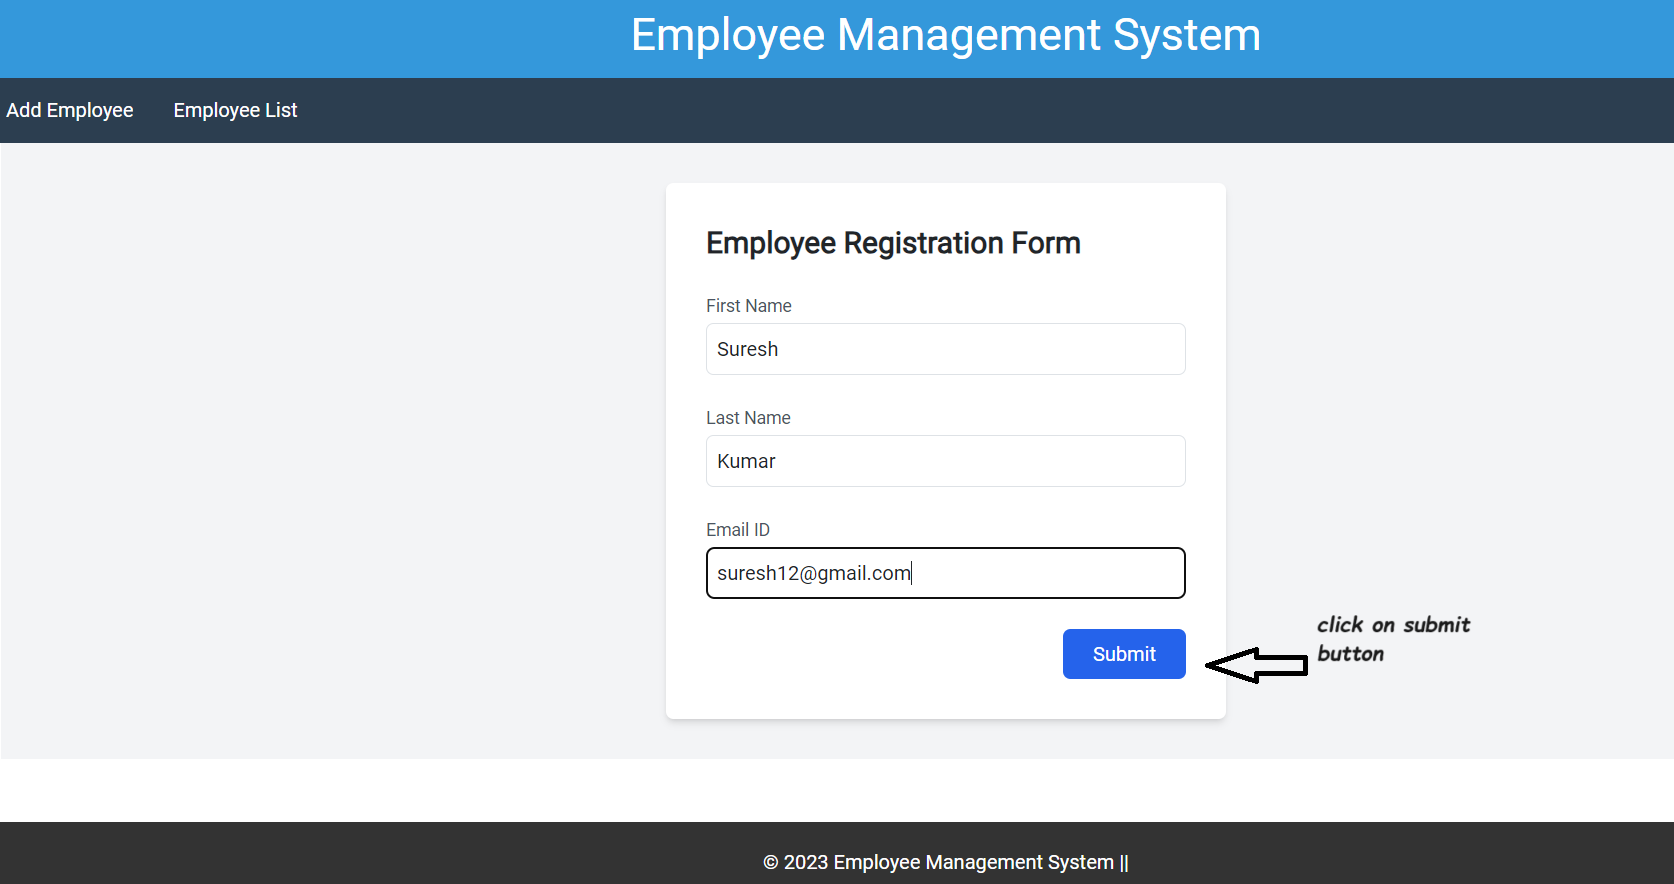 Employee Management System
Add Employee Employee List
Employee Registration Form
First Name
Suresh
Last Name
Kumar
Email ID
suresh12@gmail.com
Submit
click on submit
button
© 2023 Employee Management System ||